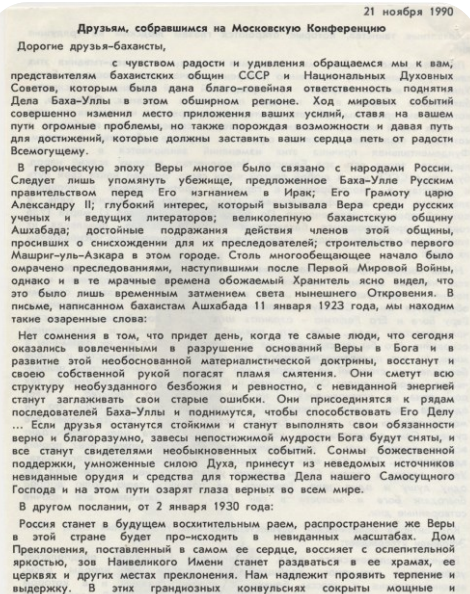 21 ноября 1990
Друзьям, собравшимся на Московскую Конференцию
Дорогие друзья-бахаисты,
с чувством радости и удивления обращаемся мы к вам,
представителям бахаистских общин СССР и Национальных Духовных
Советов, которым была дана благо-говейная ответственность поднятия
Дела Баха-Уллы в этом обширном регионе. Ход мировых событий
совершенно изменил место приложения ваших усилий, ставя на вашем
пути огромные проблемы, но также порождая возможности и давая путь
для достижений, которые должны заставить ваши сердца петь от радости
Всемогущему.
В героическую эпоху Веры многое было связано с народами России.
Следует лишь упомянуть убежище, предложенное Баха-Улле Русским
правительством перед Его изгнанием в Ирак; Его Грамоту царю
Александру II; глубокий интерес, который вызывала Вера среди русских
ученых и ведущих литераторов; великолепную бахаистскую общину
Ашхабада; достойные подражания действия членов этой общины,
просивших о снисхождении для их преследователей; строительство первого
Машриг-уль-Азкара в этом городе. Столь многообещающее начало было
омрачено преследованиями, наступившими после Первой Мировой Войны,
однако и в те мрачные времена обожаемый Хранитель ясно видел, что
это было лишь временным затмением света нынешнего Откровения. В
письме, написанном бахаистам Ашхабада 11 января 1923 года, мы находим
такие озаренные слова:
Нет сомнения в том, что придет день, когда те самые люди, что сегодня
оказались вовлеченными в разрушение оснований Веры в Бога и в
развитие этой необоснованной материалистической доктрины, восстанут и
своею собственной рукой погасят пламя смятения. Они сметут всю
структуру необузданного безбожия и ревностно, с невиданной энергией
станут заглаживать свои старые ошибки. Они присоединятся к рядам
последователей Баха-Уллы и поднимутся, чтобы способствовать Его Делу
... Если друзья останутся стойкими и станут выполнять свои обязанности
верно и благоразумно, завесы непостижимой мудрости Бога будут сняты, и
все станут свидетелями необыкновенных событий. Сонмы божественной
поддержки, умноженные силою Духа, принесут из неведомых источников
невиданные орудия и средства для торжества Дела нашего Самосущного
Господа и на этом пути озарят глаза верных во всем мире.
В другом послании, от 2 января 1930 года:
Россия станет в будущем восхитительным раем, распространение же Веры
в этой стране будет про-исходить в невиданных масштабах. Дом
Преклонения, поставленный в самом ее сердце, воссияет с ослепительной
яркостью, зов Наивеликого Имени станет раздаваться в ее храмах, ее
церквях и других местах преклонения. Нам надлежит проявить терпение и
выдержку. В этих грандиозных конвульсиях сокрыты мощные и